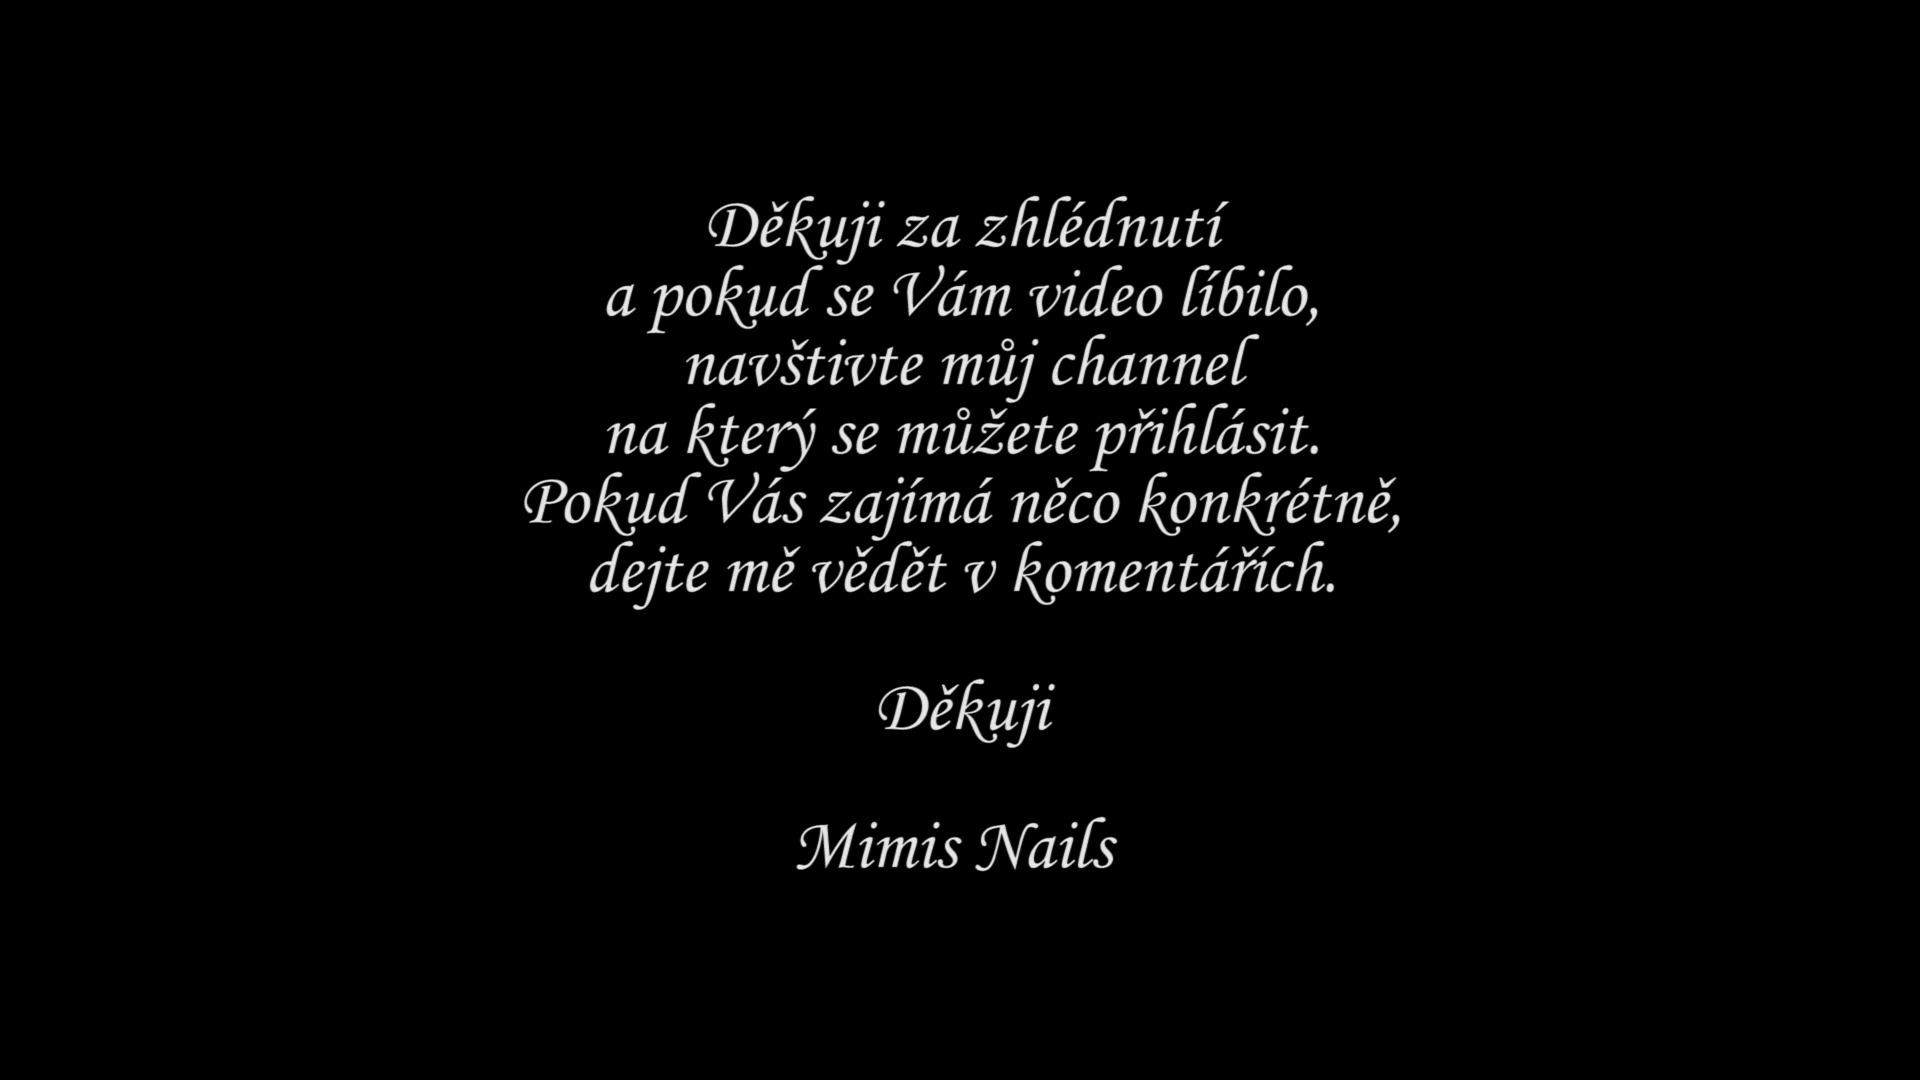 Děkuji za zhlédnutí
a pokud se Vám video líbilo,
navštivte můj channel
na který se můžete přihlásit.
Pokud Vás zajímá něco konkrétně,
dejte mě vědět v komentářích.
Děkuji
Mimis Nails